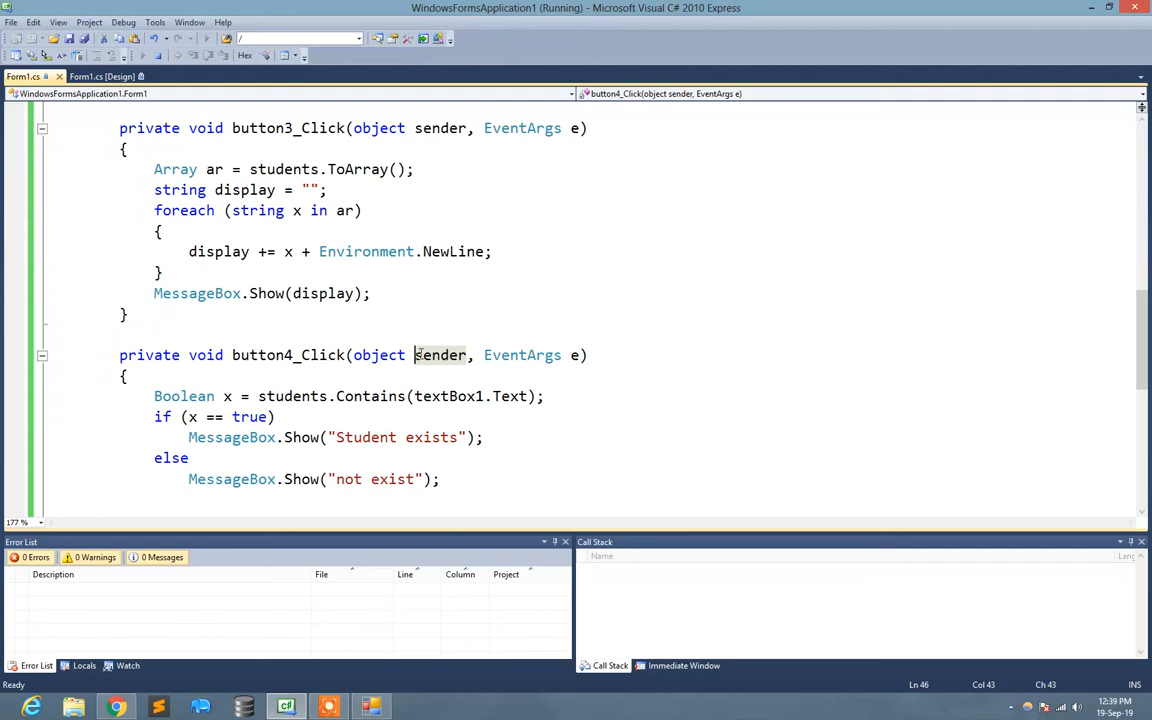 WindowsFormsApplication1 (Running) - Microsoft Visual C# 2010 Express
File Edit View Project Debug Tools Window Help
/
Hex
Form1.cs Form1.cs [Design]
WindowsFormsApplication1.Form1 button4_Click(object sender, EventArgs e)
private void button3_Click(object sender, EventArgs e)
{
Array ar = students.ToArray();
string display = "";
foreach (string x in ar)
{
display += x + Environment.NewLine;
}
MessageBox.Show(display);
}
private void button4_Click(object sender, EventArgs e)
{
Boolean x = students.Contains(textBox1.Text);
if (x == true)
MessageBox.Show("Student exists");
else
MessageBox.Show("not exist");
177 %
Error List Call Stack
0 Errors 0 Warnings 0 Messages Name Lang
Description File Line Column Project
Error List Locals Watch Call Stack Immediate Window
Ready Ln 46 Col 43 Ch 43 INS
12:39 PM
19-Sep-19